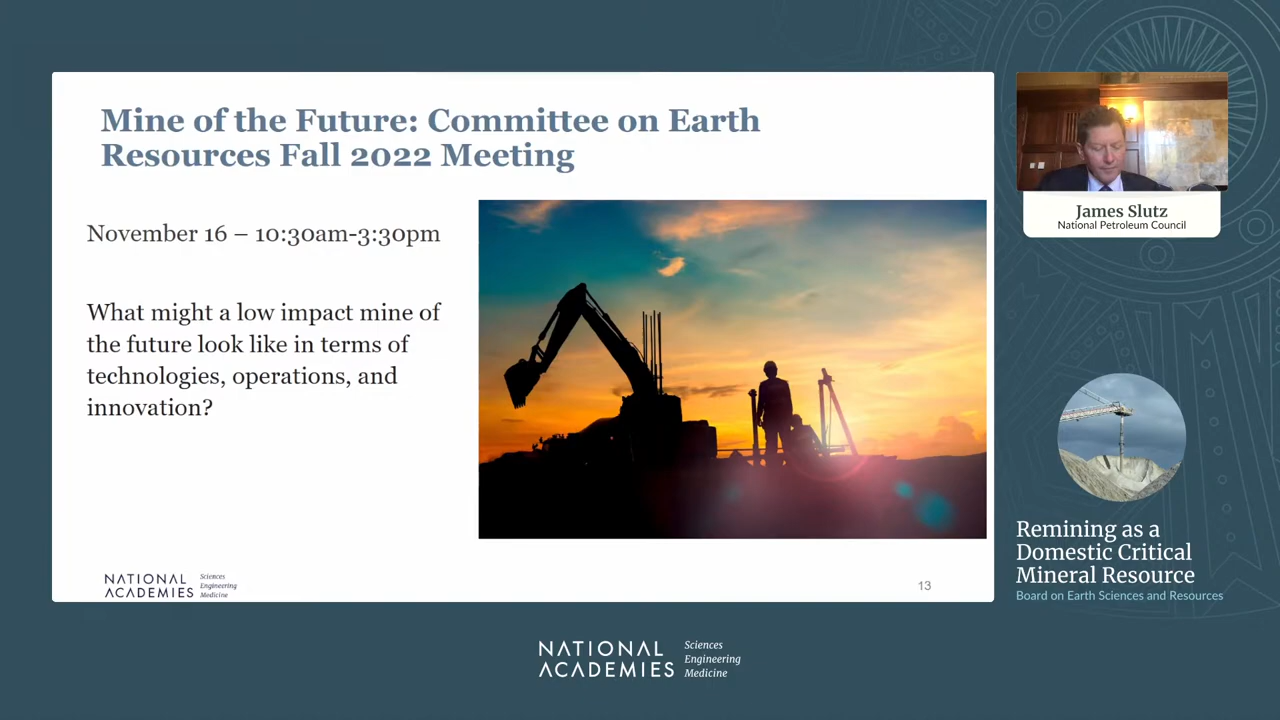 Mine of the Future: Committee on Earth
Resources Fall 2022 Meeting
November 16 – 10:30am-3:30pm
What might a low impact mine of
the future look like in terms of
technologies, operations, and
innovation?
NATIONAL
ACADEMIES
Sciences
Engineering
Medicine
13
James Slutz
National Petroleum Council
Remining as a
Domestic Critical
Mineral Resource
Board on Earth Sciences and Resources
NATIONAL
ACADEMIES
Sciences
Engineering
Medicine